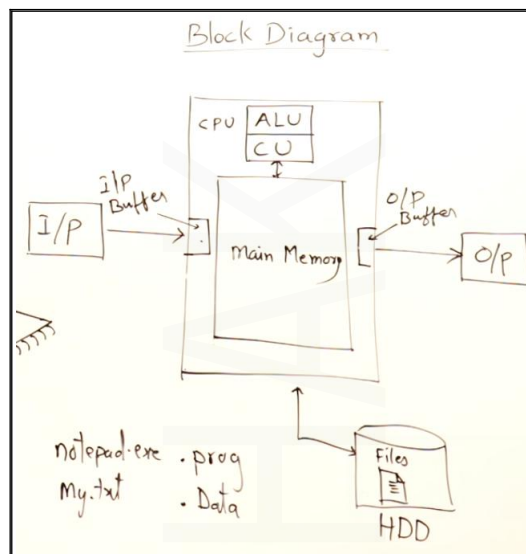 Block Diagram
CPU
ALU
CU
I/P
Buffer
I/P
Main Memory
O/P
Buffer
O/P
notepad.exe . prog
My.txt . Data
Files
HDD